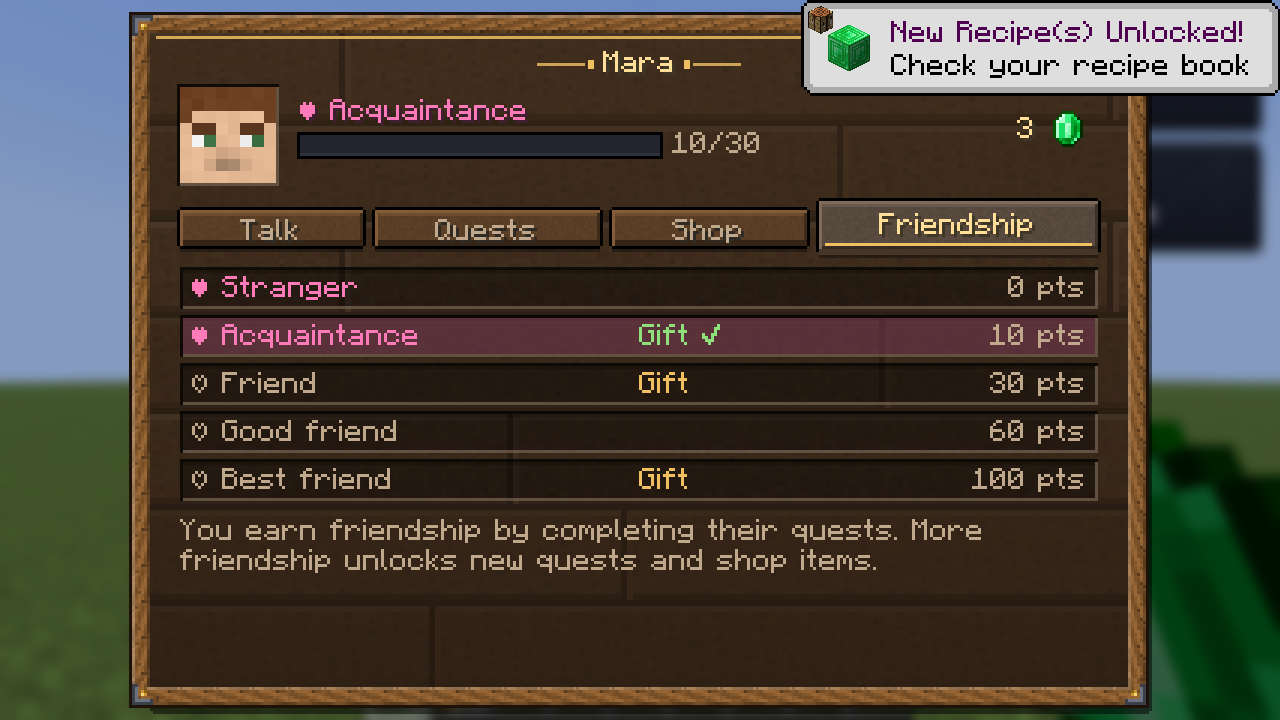 New Recipe(s) Unlocked!
Check your recipe book
Mara
Acquaintance
10/30
3
Talk
Quests
Shop
Friendship
Stranger 0 pts
Acquaintance Gift ✓ 10 pts
Friend Gift 30 pts
Good friend 60 pts
Best friend Gift 100 pts
You earn friendship by completing their quests. More
friendship unlocks new quests and shop items.